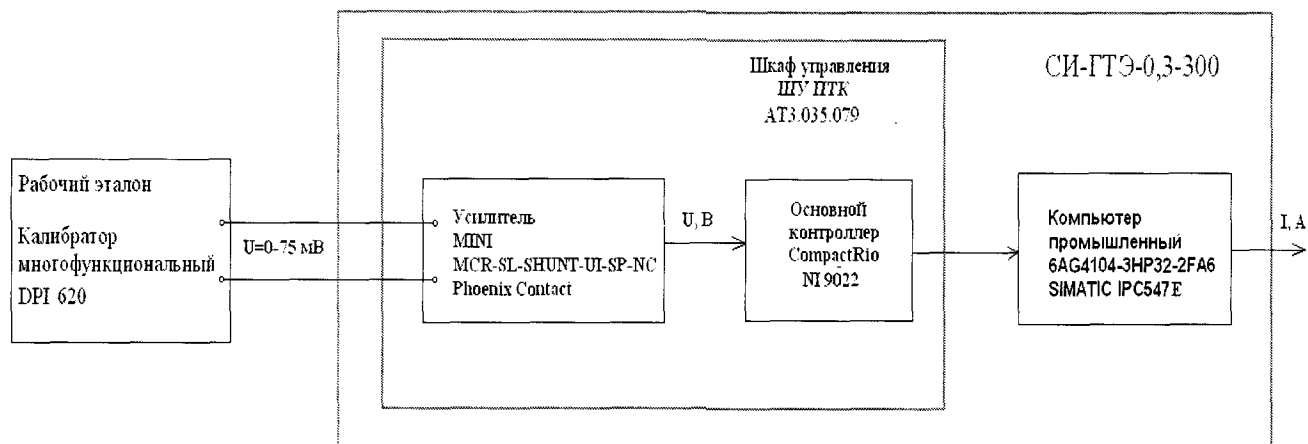 СИ-ГТЭ-0,3-300
Шкаф управления
ШУ ПТК
АТ3.035.079
Рабочий эталон
Калибратор
многофункциональный
DPI 620
U=0-75 мВ
Усилитель
MINI
MCR-SL-SHUNT-UI-SP-NC
Phoenix Contact
U, В
Основной
контроллер
CompactRio
NI 9022
Компьютер
промышленный
6AG4104-3HP32-2FA6
SIMATIC IPC547E
I, А